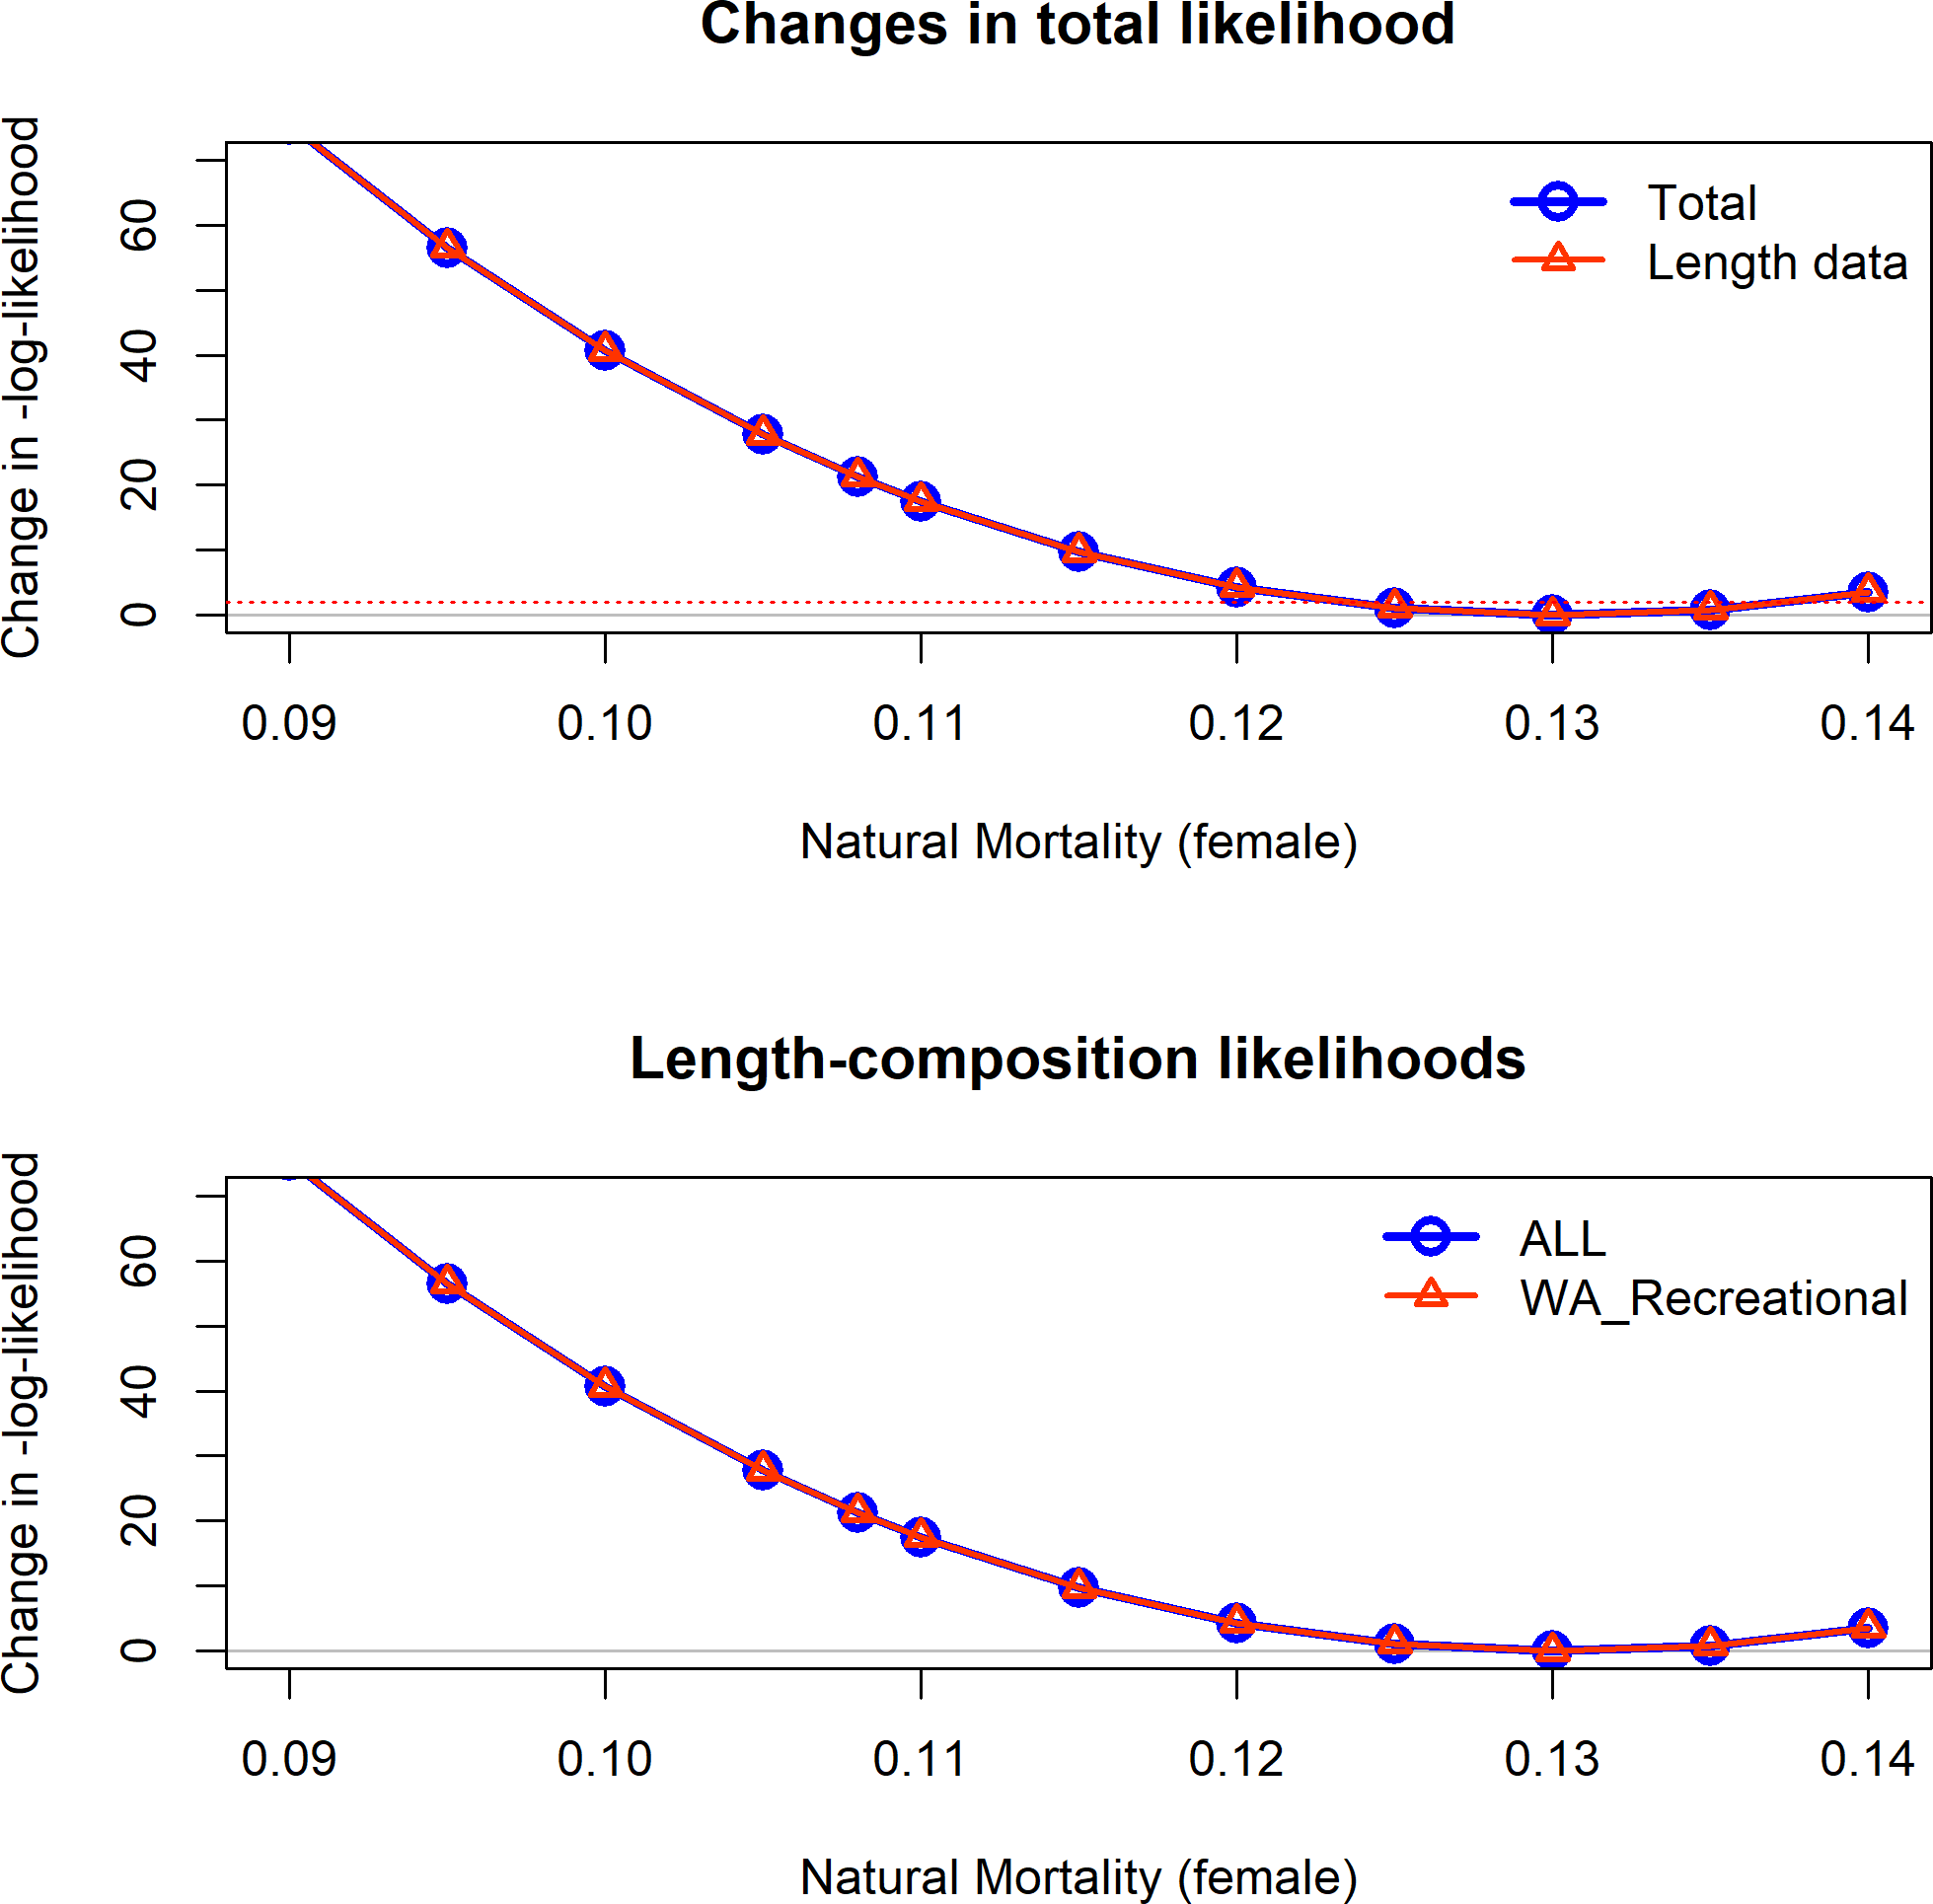 Changes in total likelihood
Change in -log-likelihood
60
40
20
0
Total
Length data
0.09 0.10 0.11 0.12 0.13 0.14
Natural Mortality (female)
Length-composition likelihoods
Change in -log-likelihood
60
40
20
0
ALL
WA_Recreational
0.09 0.10 0.11 0.12 0.13 0.14
Natural Mortality (female)